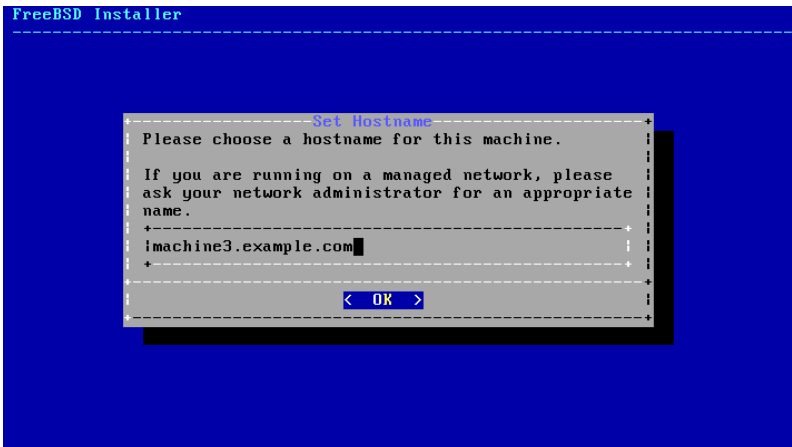 FreeBSD Installer
Set Hostname
Please choose a hostname for this machine.
If you are running on a managed network, please
ask your network administrator for an appropriate
name.
machine3.example.com
< OK >